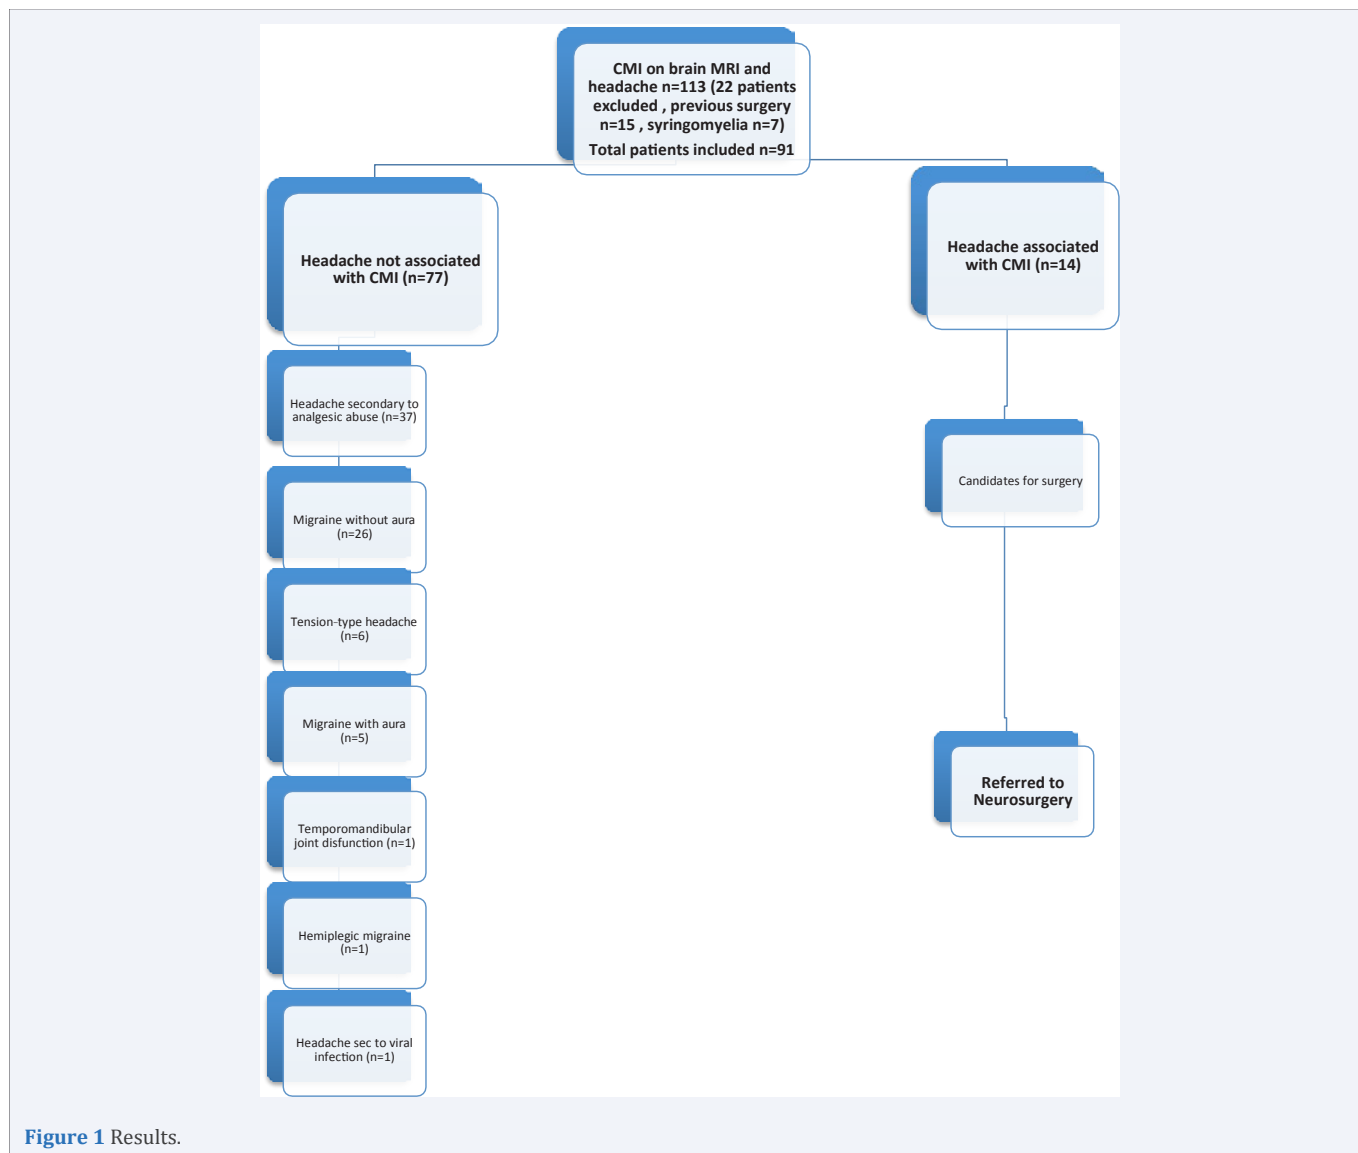 CMI on brain MRI and
headache n=113 (22 patients
excluded , previous surgery
n=15 , syringomyelia n=7)
Total patients included n=91
Headache not associated
with CMI (n=77)
Headache associated
with CMI (n=14)
Headache secondary to
analgesic abuse (n=37)
Candidates for surgery
Migraine without aura
(n=26)
Tension-type headache
(n=6)
Migraine with aura
(n=5)
Referred to
Neurosurgery
Temporomandibular
joint disfunction (n=1)
Hemiplegic migraine
(n=1)
Headache sec to viral
infection (n=1)
Figure 1 Results.